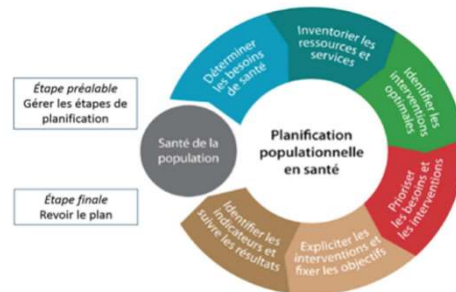 Étape préalable
Gérer les étapes de
planification
Étape finale
Revoir le plan
Santé de la
population
Planification
populationnelle
en santé
Déterminer
les besoins
de santé
Inventorier les
ressources et
services
Identifier les
interventions
optimales
Prioriser
les besoins et
les interventions
Expliciter les
interventions et
fixer les objectifs
Identifier les
indicateurs et
suivre les résultats